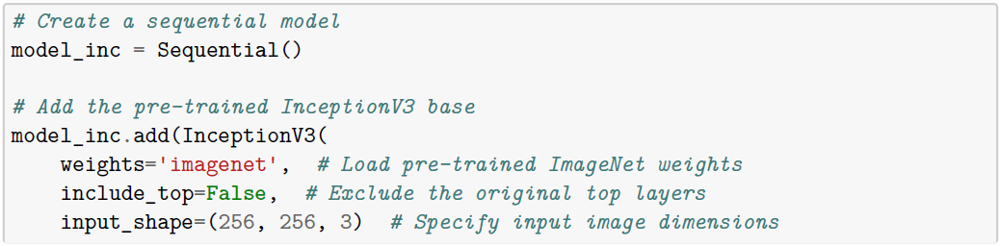 # Create a sequential model
model_inc = Sequential()
# Add the pre-trained InceptionV3 base
model_inc.add(InceptionV3(
    weights='imagenet',  # Load pre-trained ImageNet weights
    include_top=False,  # Exclude the original top layers
    input_shape=(256, 256, 3)  # Specify input image dimensions